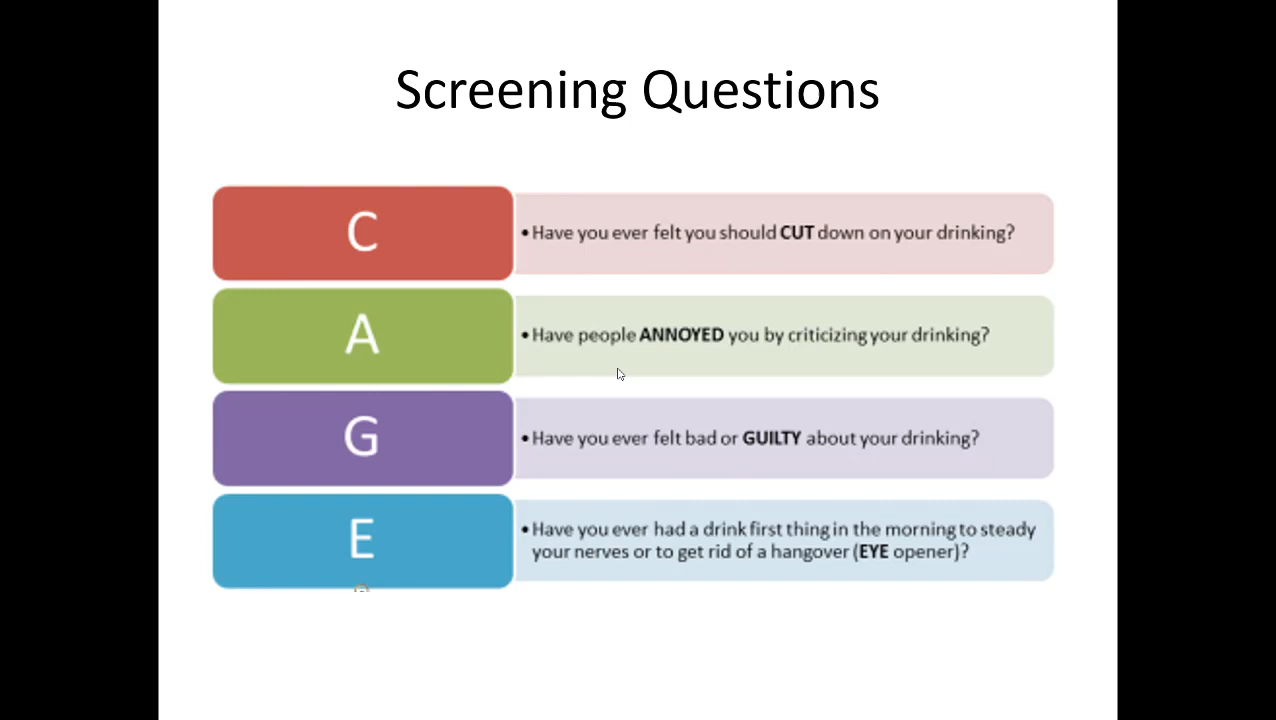 Screening Questions
C
• Have you ever felt you should CUT down on your drinking?
A
• Have people ANNOYED you by criticizing your drinking?
G
• Have you ever felt bad or GUILTY about your drinking?
E
• Have you ever had a drink first thing in the morning to steady
your nerves or to get rid of a hangover (EYE opener)?